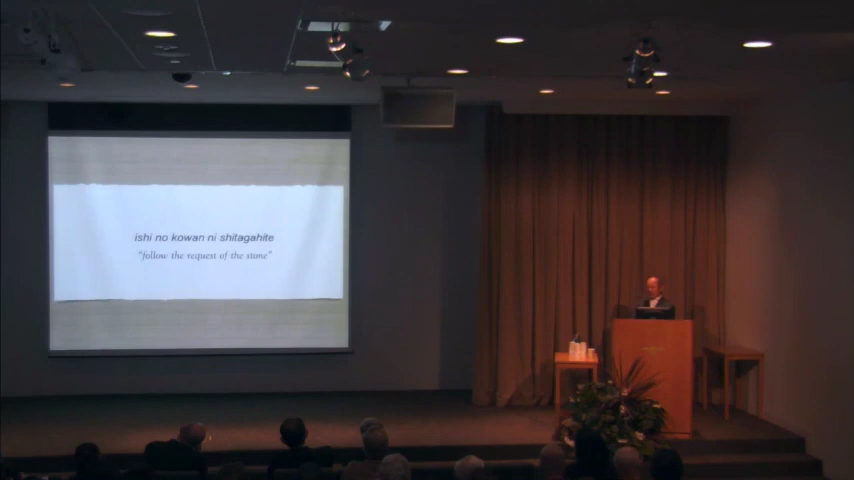 ishi no kowan ni shitagahite
"follow the request of the stone"